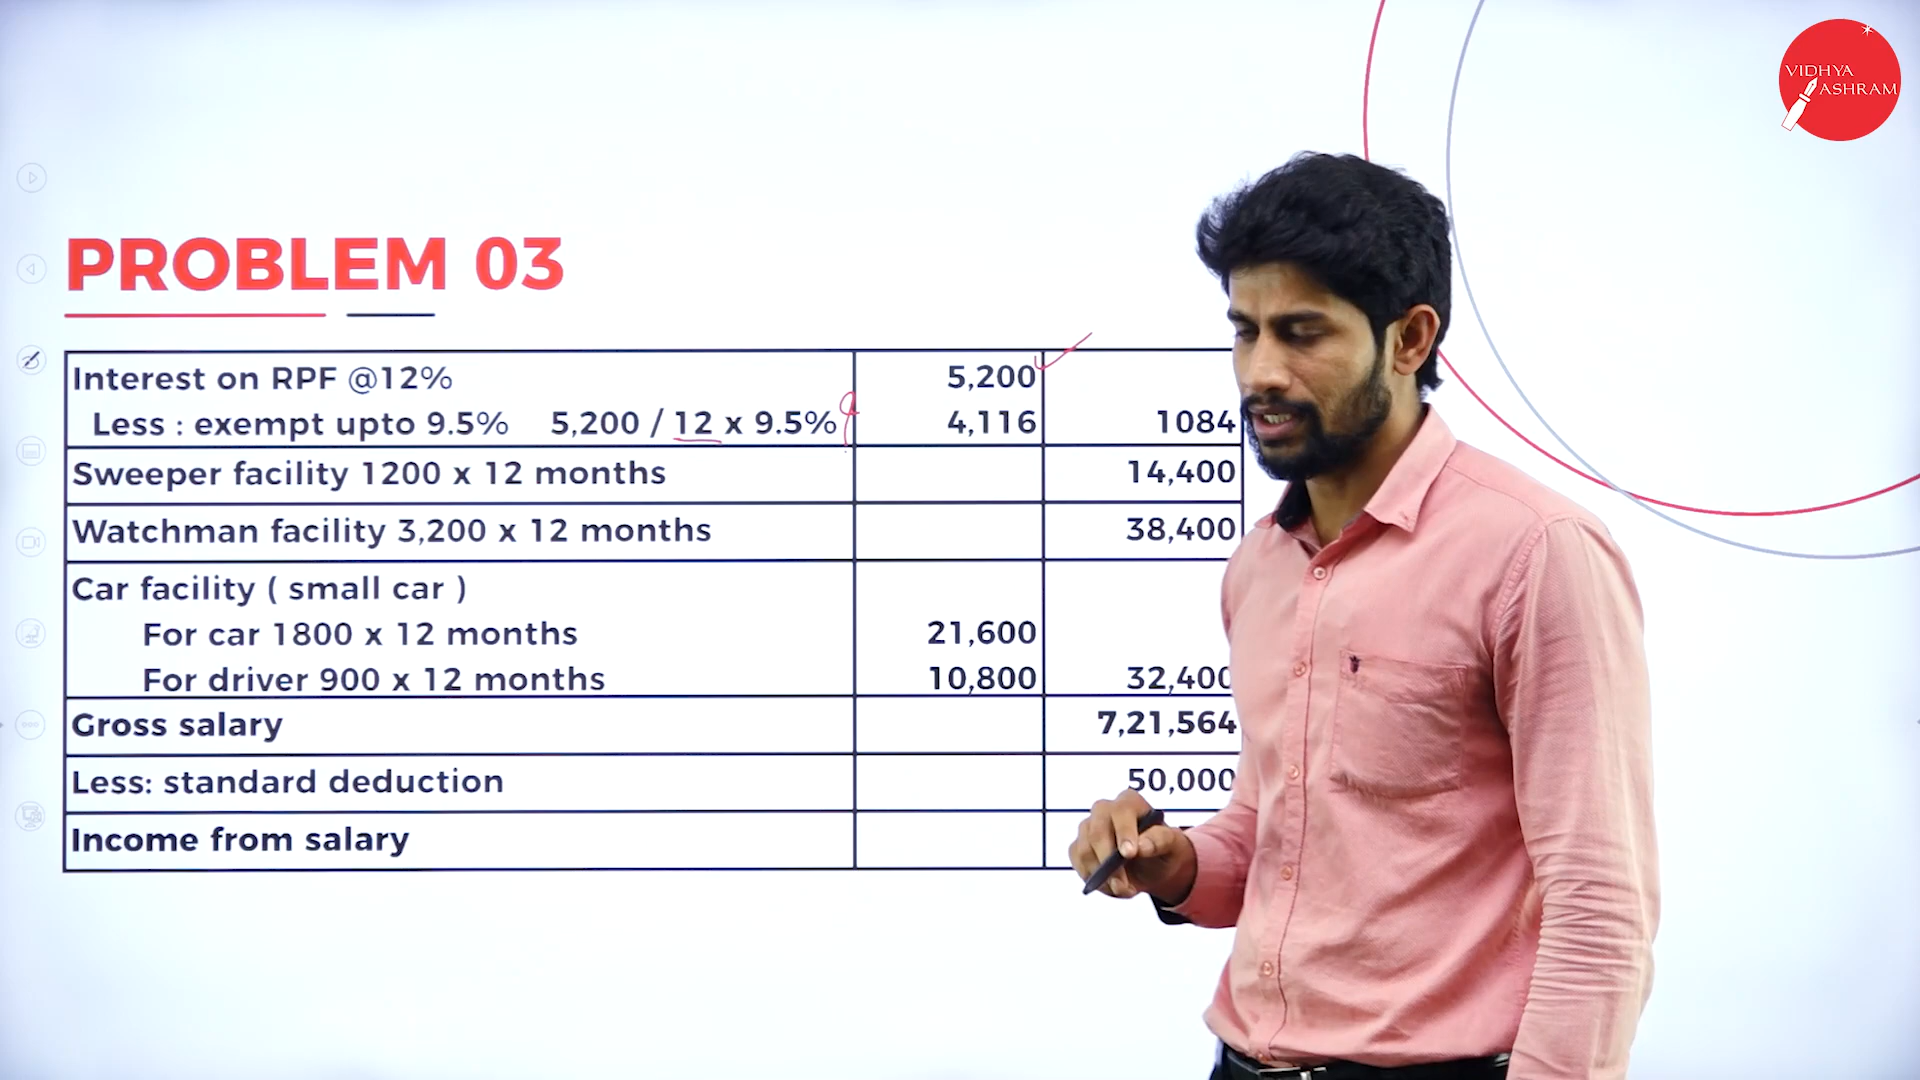 VIDHYA
ASHRAM
PROBLEM 03
Interest on RPF @12% 5,200
Less : exempt upto 9.5% 5,200 / 12 x 9.5% 4,116 1084
Sweeper facility 1200 x 12 months 14,400
Watchman facility 3,200 x 12 months 38,400
Car facility ( small car )
For car 1800 x 12 months 21,600
For driver 900 x 12 months 10,800 32,400
Gross salary 7,21,564
Less: standard deduction 50,000
Income from salary